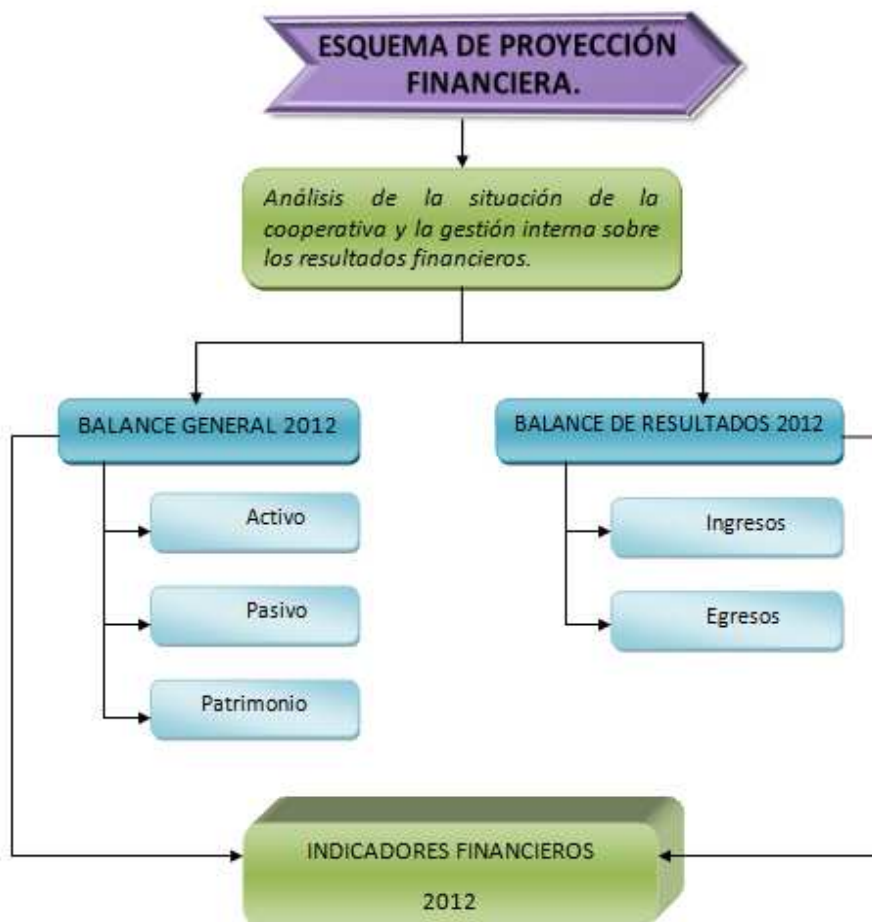 ESQUEMA DE PROYECCIÓN
FINANCIERA.
Análisis de la situación de la
cooperativa y la gestión interna sobre
los resultados financieros.
BALANCE GENERAL 2012
Activo
Pasivo
Patrimonio
BALANCE DE RESULTADOS 2012
Ingresos
Egresos
INDICADORES FINANCIEROS
2012